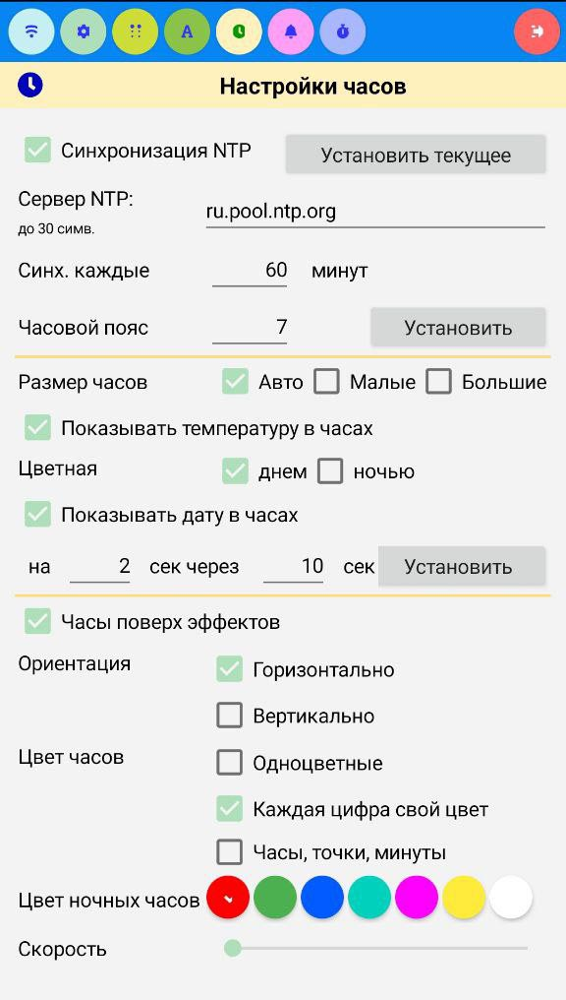 A
Настройки часов
Синхронизация NTP Установить текущее
Сервер NTP:
до 30 симв. ru.pool.ntp.org
Синх. каждые 60 минут
Часовой пояс 7 Установить
Размер часов Авто Малые Большие
Показывать температуру в часах
Цветная днем ночью
Показывать дату в часах
на 2 сек через 10 сек Установить
Часы поверх эффектов
Ориентация Горизонтально
Вертикально
Цвет часов Одноцветные
Каждая цифра свой цвет
Часы, точки, минуты
Цвет ночных часов
Скорость